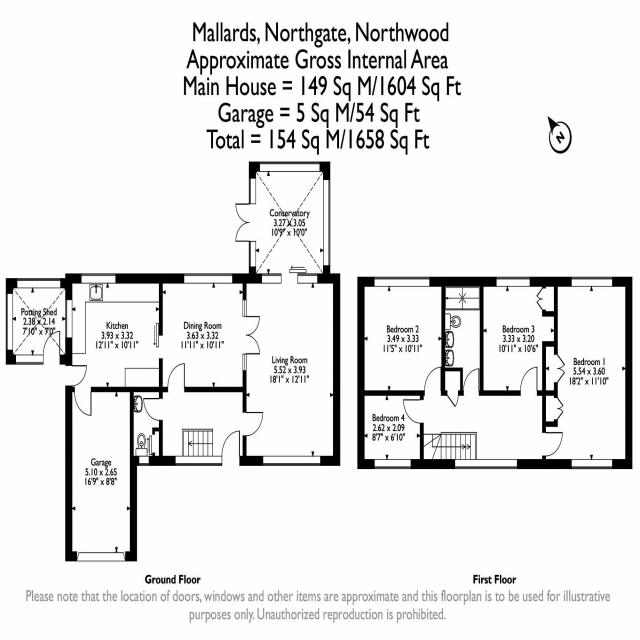 Mallards, Northgate, Northwood
Approximate Gross Internal Area
Main House = 149 Sq M/1604 Sq Ft
Garage = 5 Sq M/54 Sq Ft
Total = 154 Sq M/1658 Sq Ft
N
Conservatory
3.27 x 3.05
10'9" x 10'0"
Potting Shed
2.38 x 2.14
7'10" x 7'0"
Kitchen
3.93 x 3.32
12'11" x 10'11"
Dining Room
3.63 x 3.32
11'11" x 10'11"
Living Room
5.52 x 3.93
18'1" x 12'11"
Garage
5.10 x 2.65
16'9" x 8'8"
Bedroom 2
3.49 x 3.33
11'5" x 10'11"
Bedroom 3
3.33 x 3.20
10'11" x 10'6"
Bedroom 1
5.54 x 3.60
18'2" x 11'10"
Bedroom 4
2.62 x 2.09
8'7" x 6'10"
Ground Floor
First Floor
Please note that the location of doors, windows and other items are approximate and this floorplan is to be used for illustrative
purposes only. Unauthorized reproduction is prohibited.